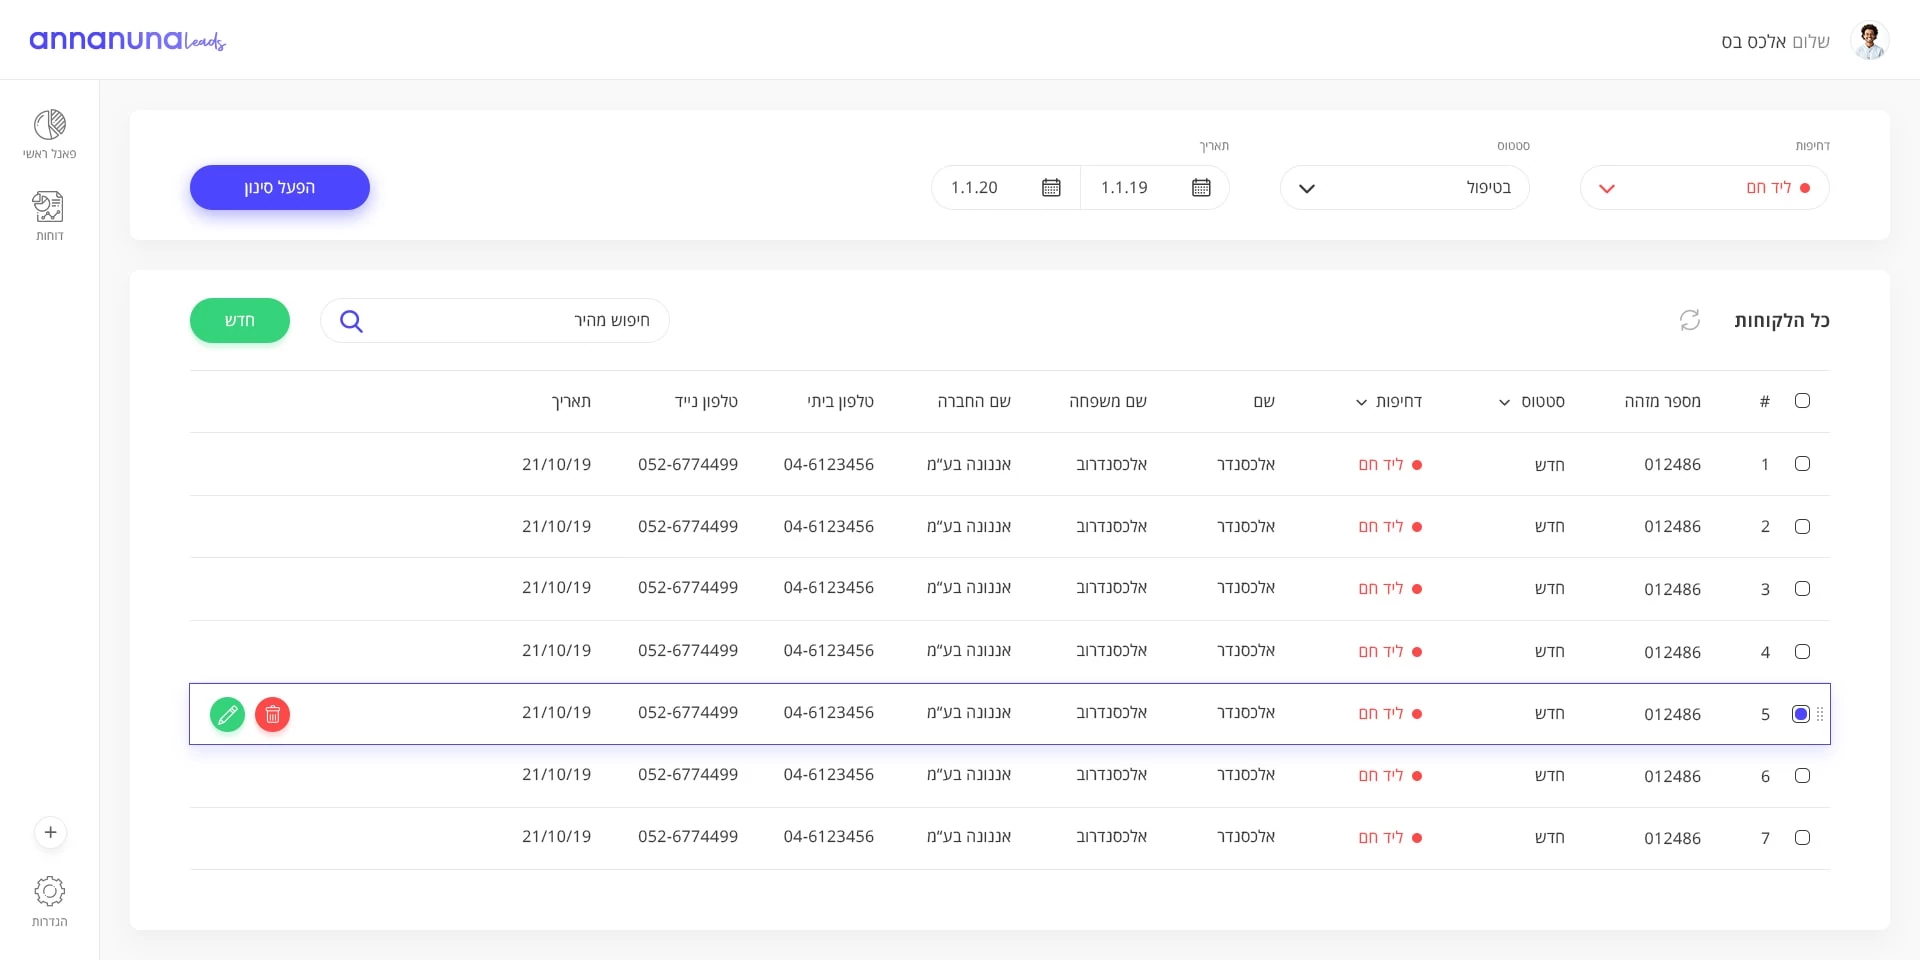 annanuna Leads
שלום אלכס בס
פאנל ראשי
דוחות
הגדרות
דחיפות
ליד חם
סטטוס
בטיפול
תאריך
1.1.19
1.1.20
הפעל סינון
כל הלקוחות
חיפוש מהיר
חדש
# מספר מזהה סטטוס דחיפות שם שם משפחה שם החברה טלפון ביתי טלפון נייד תאריך
1 012486 חדש ליד חם אלכסנדר אלכסנדרוב אננונה בע״מ 04-6123456 052-6774499 21/10/19
2 012486 חדש ליד חם אלכסנדר אלכסנדרוב אננונה בע״מ 04-6123456 052-6774499 21/10/19
3 012486 חדש ליד חם אלכסנדר אלכסנדרוב אננונה בע״מ 04-6123456 052-6774499 21/10/19
4 012486 חדש ליד חם אלכסנדר אלכסנדרוב אננונה בע״מ 04-6123456 052-6774499 21/10/19
5 012486 חדש ליד חם אלכסנדר אלכסנדרוב אננונה בע״מ 04-6123456 052-6774499 21/10/19
6 012486 חדש ליד חם אלכסנדר אלכסנדרוב אננונה בע״מ 04-6123456 052-6774499 21/10/19
7 012486 חדש ליד חם אלכסנדר אלכסנדרוב אננונה בע״מ 04-6123456 052-6774499 21/10/19